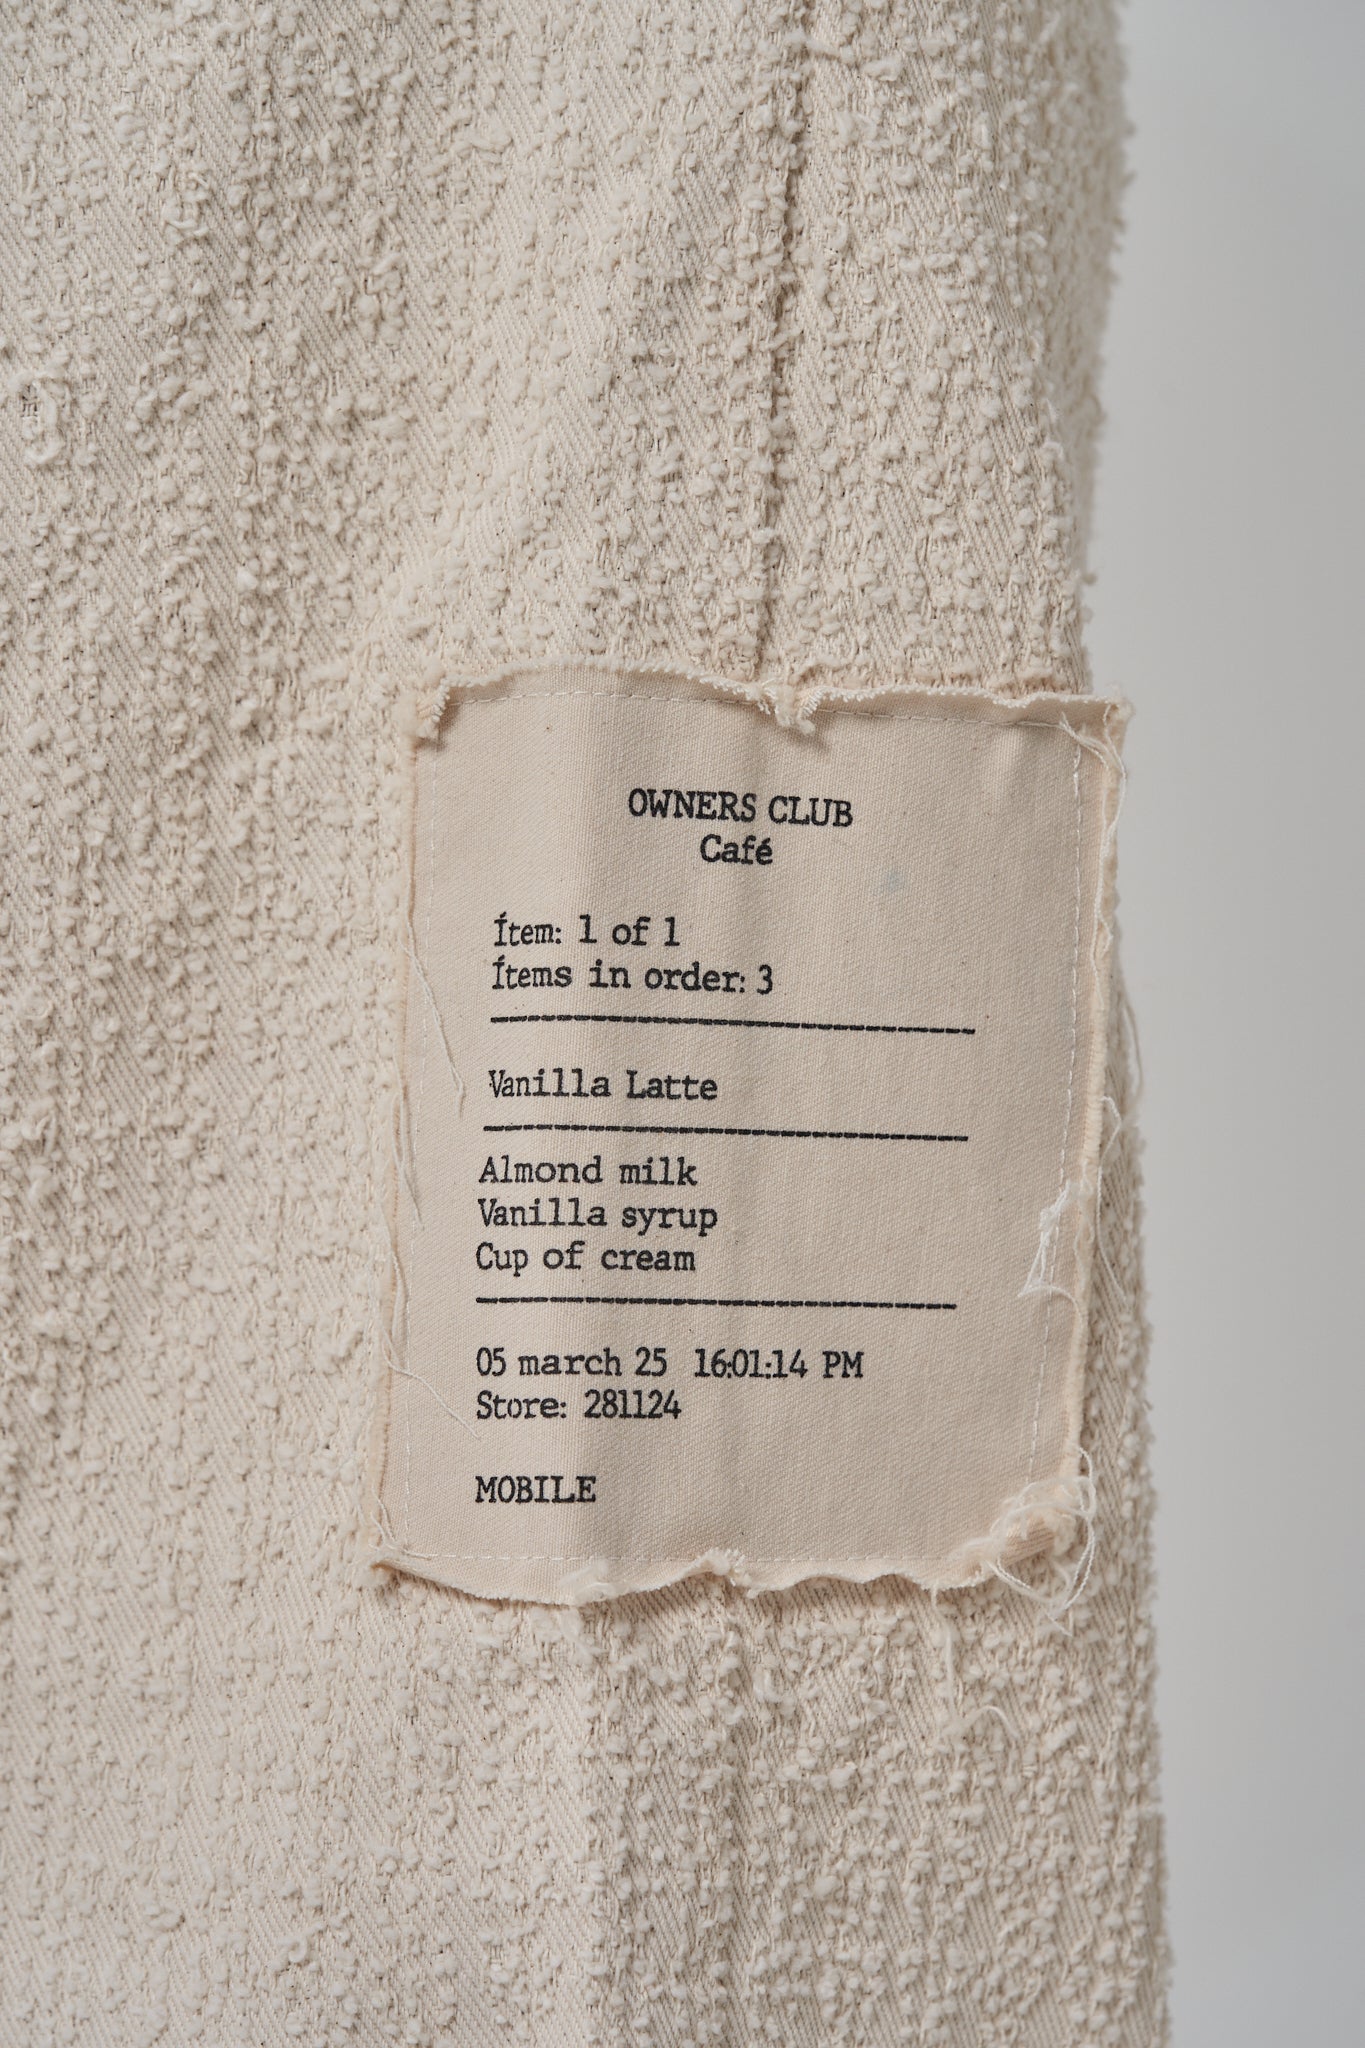 OWNERS CLUB
Café
Ítem: 1 of 1
Ítems in order: 3
Vanilla Latte
Almond milk
Vanilla syrup
Cup of cream
05 march 25 16:01:14 PM
Store: 281124
MOBILE